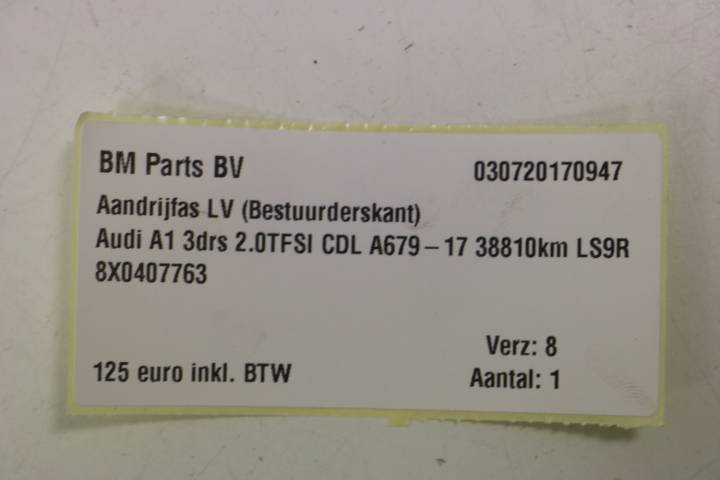 BM Parts BV 030720170947
Aandrijfas LV (Bestuurderskant)
Audi A1 3drs 2.0TFSI CDL A679-17 38810km LS9R
8X0407763
Verz: 8
125 euro inkl. BTW Aantal: 1